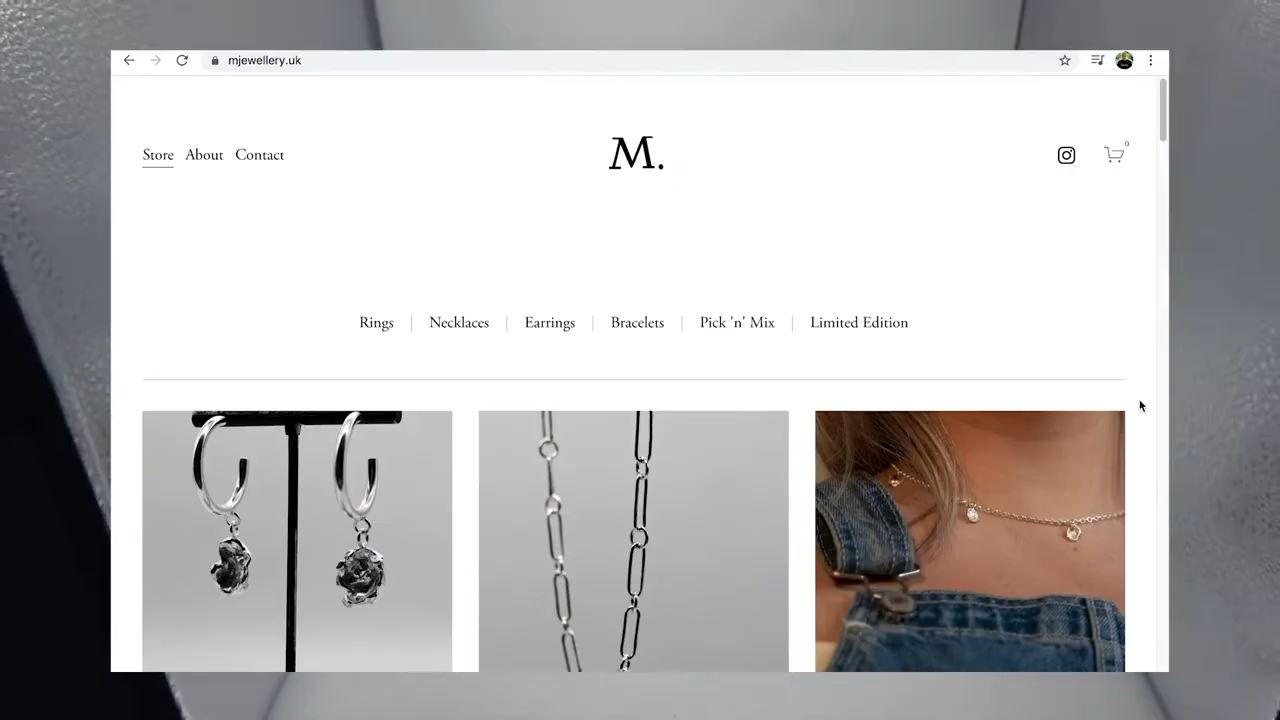 mjewellery.uk
Store About Contact
M.
0
Rings | Necklaces | Earrings | Bracelets | Pick 'n' Mix | Limited Edition